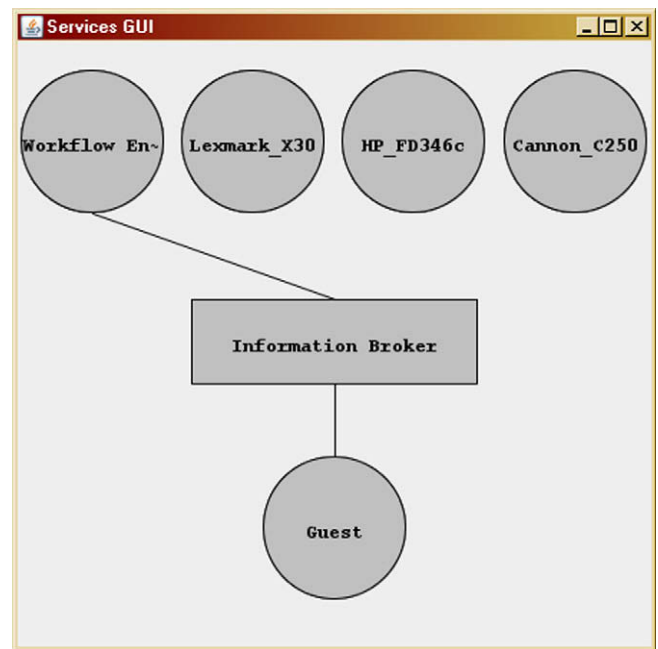 Services GUI
Workflow En~ Lexmark_X30 HP_FD346c Cannon_C250
Information Broker
Guest